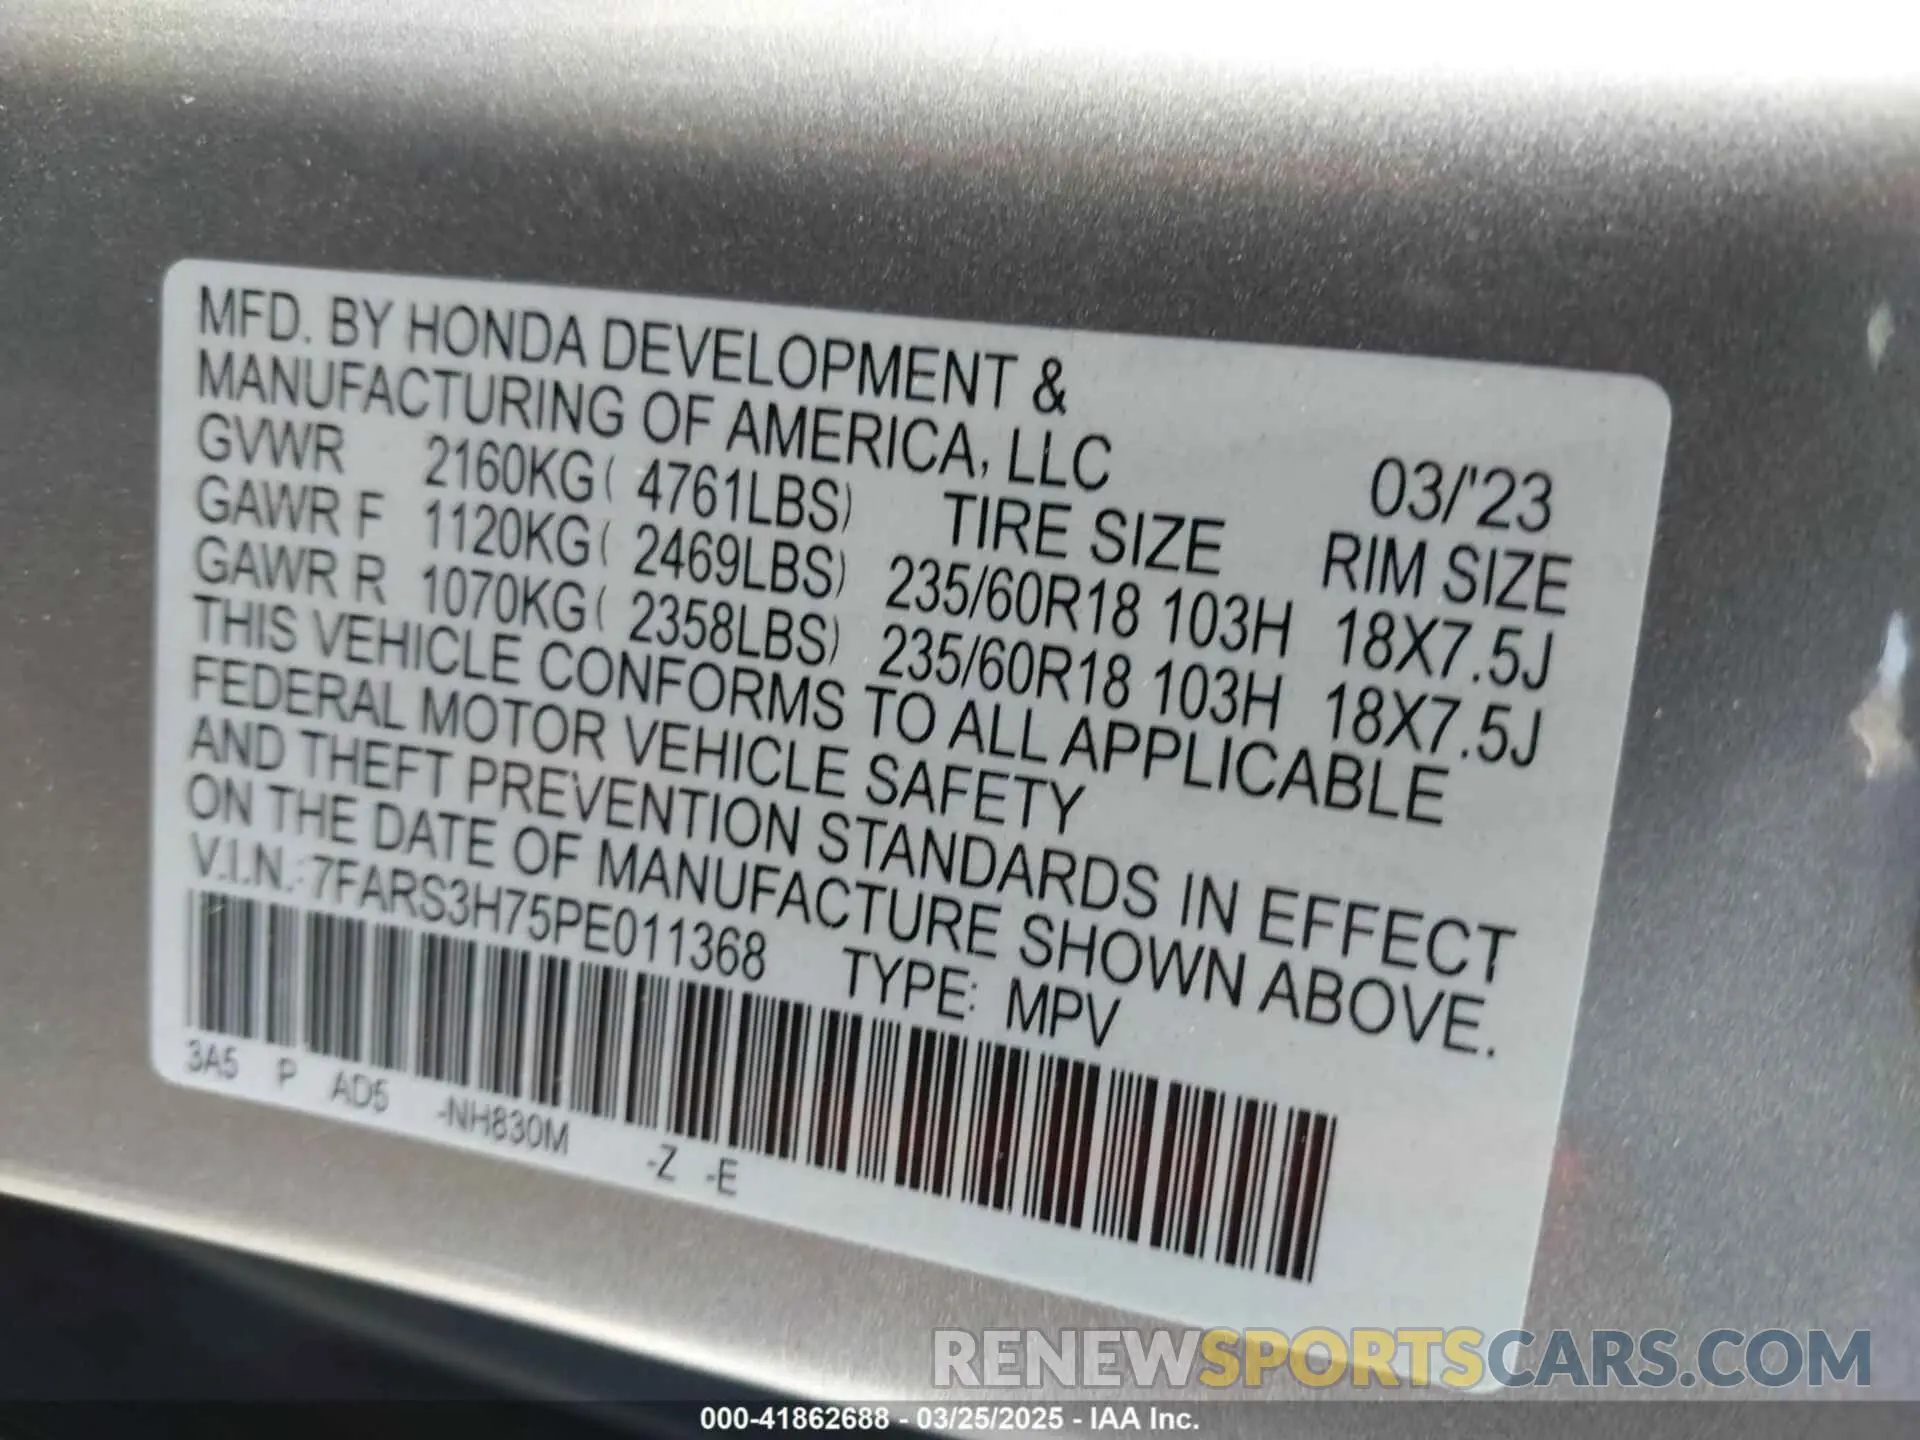 MFD. BY HONDA DEVELOPMENT &
MANUFACTURING OF AMERICA, LLC
03/'23
GVWR 2160KG( 4761LBS) TIRE SIZE RIM SIZE
GAWR F 1120KG( 2469LBS) 235/60R18 103H 18X7.5J
GAWR R 1070KG( 2358LBS) 235/60R18 103H 18X7.5J
THIS VEHICLE CONFORMS TO ALL APPLICABLE
FEDERAL MOTOR VEHICLE SAFETY
AND THEFT PREVENTION STANDARDS IN EFFECT
ON THE DATE OF MANUFACTURE SHOWN ABOVE.
V.I.N.: 7FARS3H75PE011368 TYPE: MPV
3A5 P AD5 -NH830M -Z -E
RENEWSPORTSCARS.COM
000-41862688 - 03/25/2025 - IAA Inc.